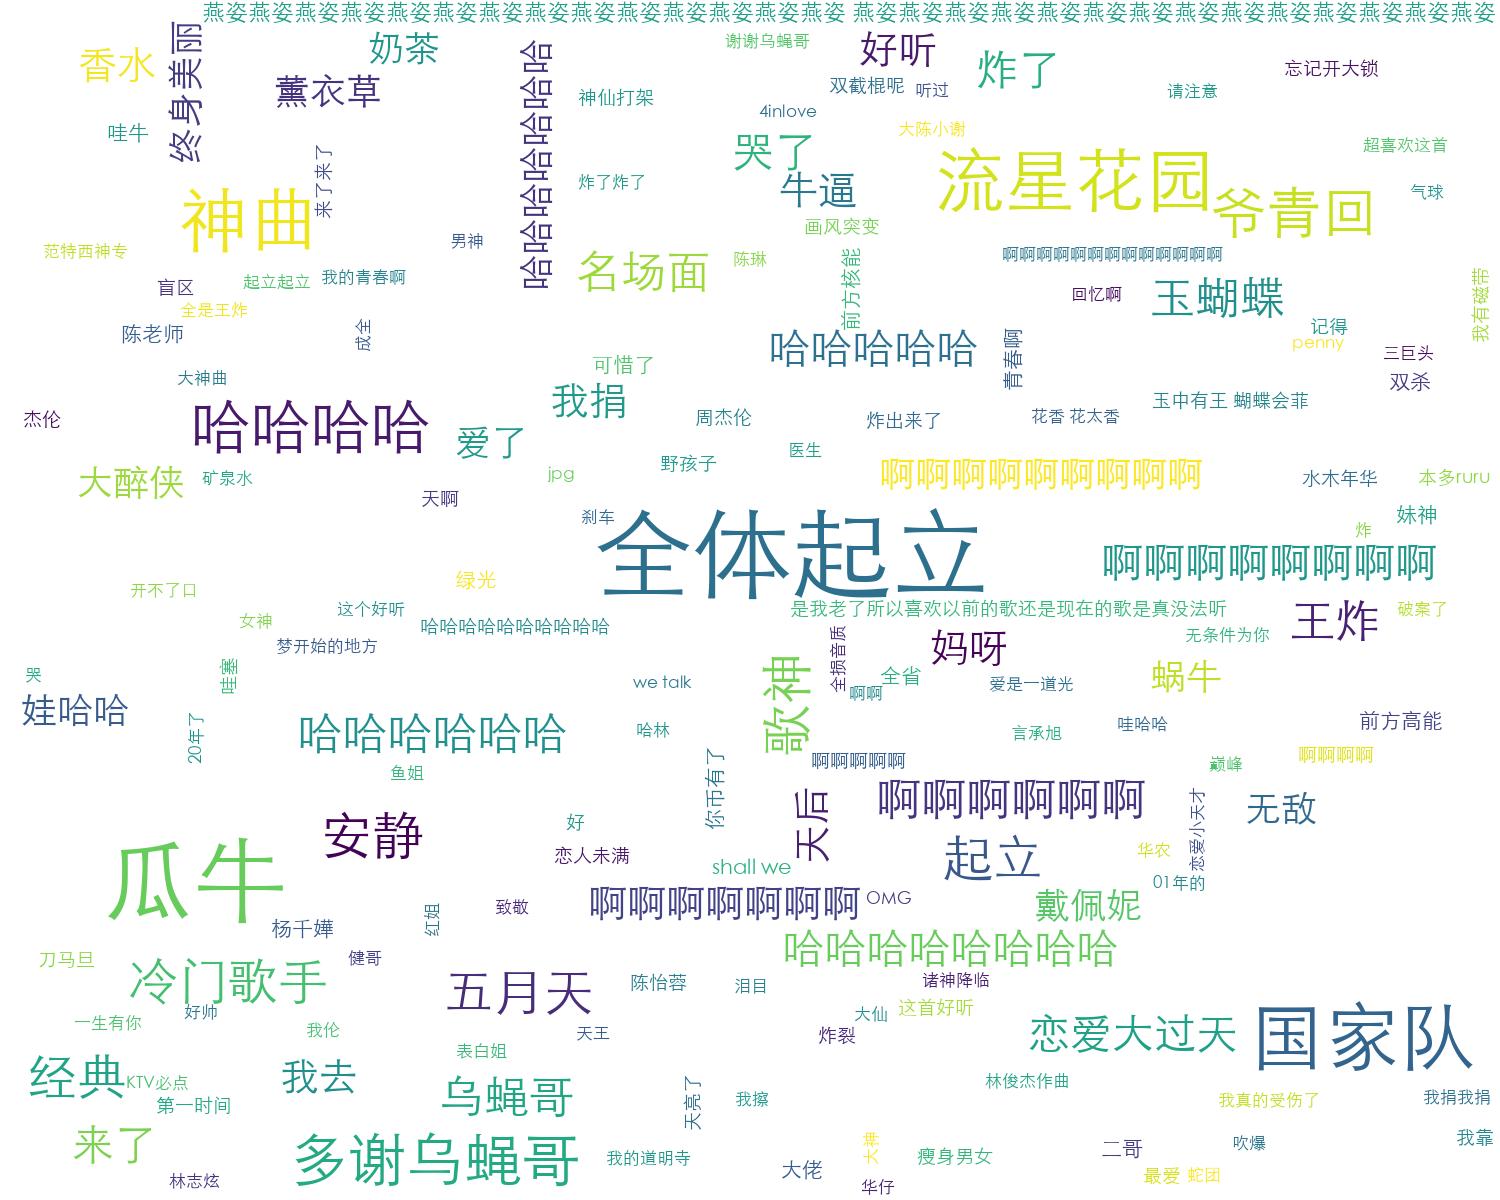 燕姿燕姿燕姿燕姿燕姿燕姿燕姿燕姿燕姿燕姿燕姿燕姿燕姿燕姿 燕姿燕姿燕姿燕姿燕姿燕姿燕姿燕姿燕姿燕姿燕姿燕姿燕姿燕姿
香水
终身美丽
奶茶
薰衣草
哈哈哈哈哈哈哈
谢谢乌蝇哥
好听
炸了
忘记开大锁
神仙打架
双截棍呢
听过
请注意
4inlove
哇牛
来了来了
哭了
大陈小谢
超喜欢这首
炸了炸了
牛逼
流星花园
爷青回
气球
神曲
画风突变
男神
范特西神专
名场面
陈琳
前方核能
啊啊啊啊啊啊啊啊啊啊啊啊啊
盲区
起立起立
我的青春啊
回忆啊
玉蝴蝶
我有磁带
全是王炸
陈老师
成全
哈哈哈哈哈
青春啊
记得
penny
可惜了
三巨头
大神曲
双杀
杰伦
哈哈哈哈
我捐
周杰伦
炸出来了
花香 花太香
玉中有王 蝴蝶会菲
爱了
野孩子
医生
大醉侠
矿泉水
jpg
啊啊啊啊啊啊啊啊啊
水木年华
本多ruru
天啊
刹车
全体起立
妹神
炸
啊啊啊啊啊啊啊啊
开不了口
绿光
女神
这个好听
哈哈哈哈哈哈哈哈哈哈
是我老了所以喜欢以前的歌还是现在的歌是真没法听
王炸
破案了
梦开始的地方
全损音质
妈呀
无条件为你
哭
哇塞
歌神
全省
爱是一道光
蜗牛
we talk
啊啊
娃哈哈
20年了
哈哈哈哈哈哈
哈林
言承旭
哇哈哈
前方高能
鱼姐
你币有了
啊啊啊啊啊
巅峰
啊啊啊啊
安静
好
天后
啊啊啊啊啊啊
恋爱小天才
无敌
瓜牛
恋人未满
shall we
起立
华农
01年的
杨千嬅
红姐
致敬
啊啊啊啊啊啊啊
OMG
戴佩妮
刀马旦
冷门歌手
健哥
哈哈哈哈哈哈哈哈
五月天
陈怡蓉
泪目
诸神降临
好帅
一生有你
我伦
天王
大仙
这首好听
炸裂
恋爱大过天
国家队
经典
KTV必点
表白姐
第一时间
我去
乌蝇哥
天亮了
我擦
林俊杰作曲
我真的受伤了
我捐我捐
来了
多谢乌蝇哥
我的道明寺
大神
瘦身男女
二哥
吹爆
我靠
林志炫
大佬
华仔
最爱
蛇团